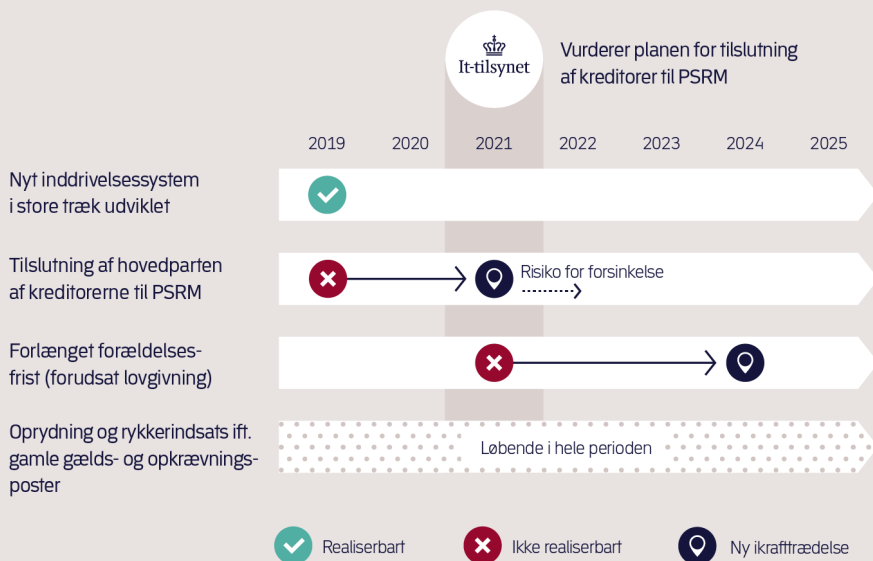 It-tilsynet
Vurderer planen for tilslutning
af kreditorer til PSRM
2019 2020 2021 2022 2023 2024 2025
Nyt inddrivelsessystem
i store træk udviklet
Tilslutning af hovedparten
af kreditorerne til PSRM
Risiko for forsinkelse
Forlænget forældelses-
frist (forudsat lovgivning)
Oprydning og rykkerindsats ift.
gamle gælds- og opkrævnings-
poster
Løbende i hele perioden
Realiserbart
Ikke realiserbart
Ny ikrafttrædelse